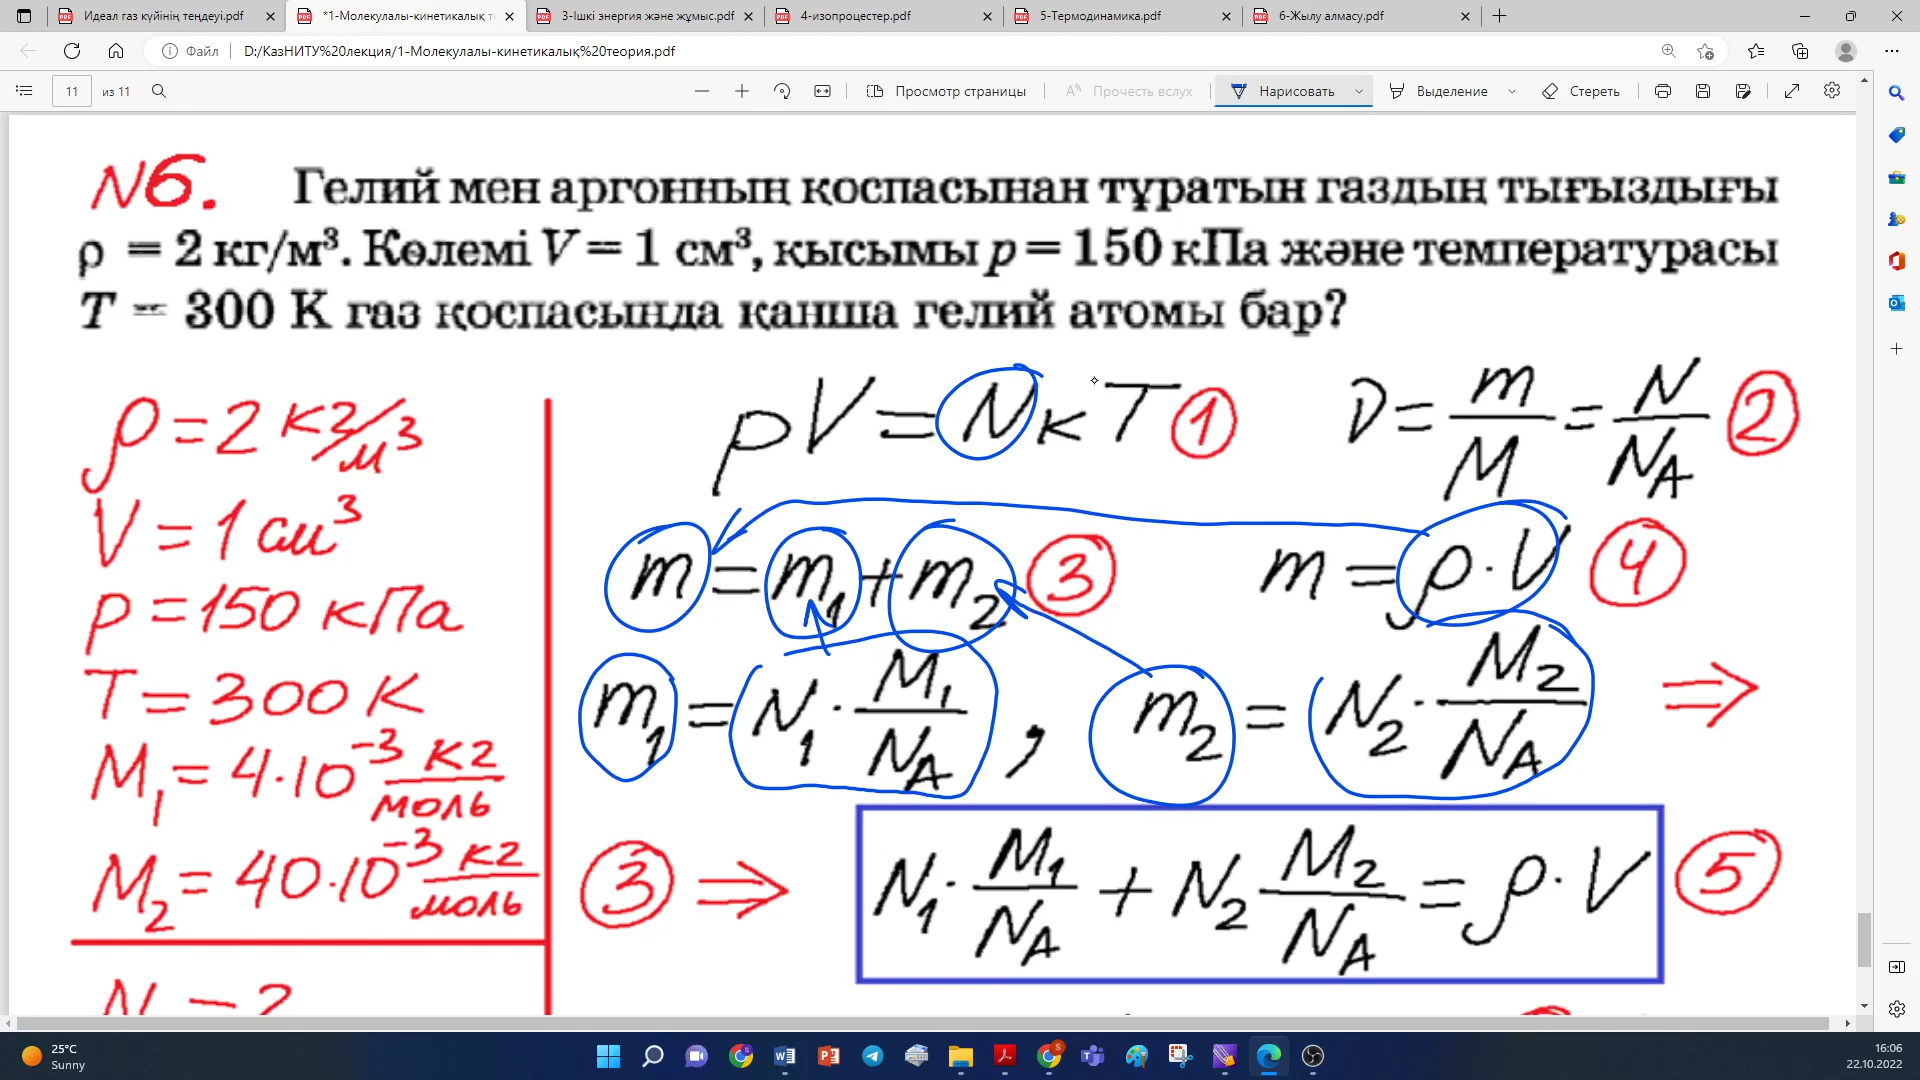 Идеал газ күйінің теңдеуі.pdf
*1-Молекулалы-кинетикалық т
3-Ішкі энергия және жұмыс.pdf
4-изопроцестер.pdf
5-Термодинамика.pdf
6-Жылу алмасу.pdf
Файл
D:/КазНИТУ%20лекция/1-Молекулалы-кинетикалық%20теория.pdf
11 из 11
Просмотр страницы
Прочесть вслух
Нарисовать
Выделение
Стереть
N6. Гелий мен аргонның қоспасынан тұратын газдың тығыздығы
ρ = 2 кг/м³. Көлемі V = 1 см³, қысымы p = 150 кПа және температурасы
T = 300 К газ қоспасында қанша гелий атомы бар?
ρ = 2 кг/м³
V = 1 см³
p = 150 кПа
T = 300 К
M₁ = 4·10⁻³ кг/моль
M₂ = 40·10⁻³ кг/моль
N – ?
pV = NкT ①
ν = m/M = N/N_A ②
m = m₁ + m₂ ③
m = ρ·V ④
m₁ = N₁ · M₁/N_A , m₂ = N₂ · M₂/N_A ⇒
③ ⇒ N₁ · M₁/N_A + N₂ M₂/N_A = ρ·V ⑤
25°C
Sunny
16:06
22.10.2022